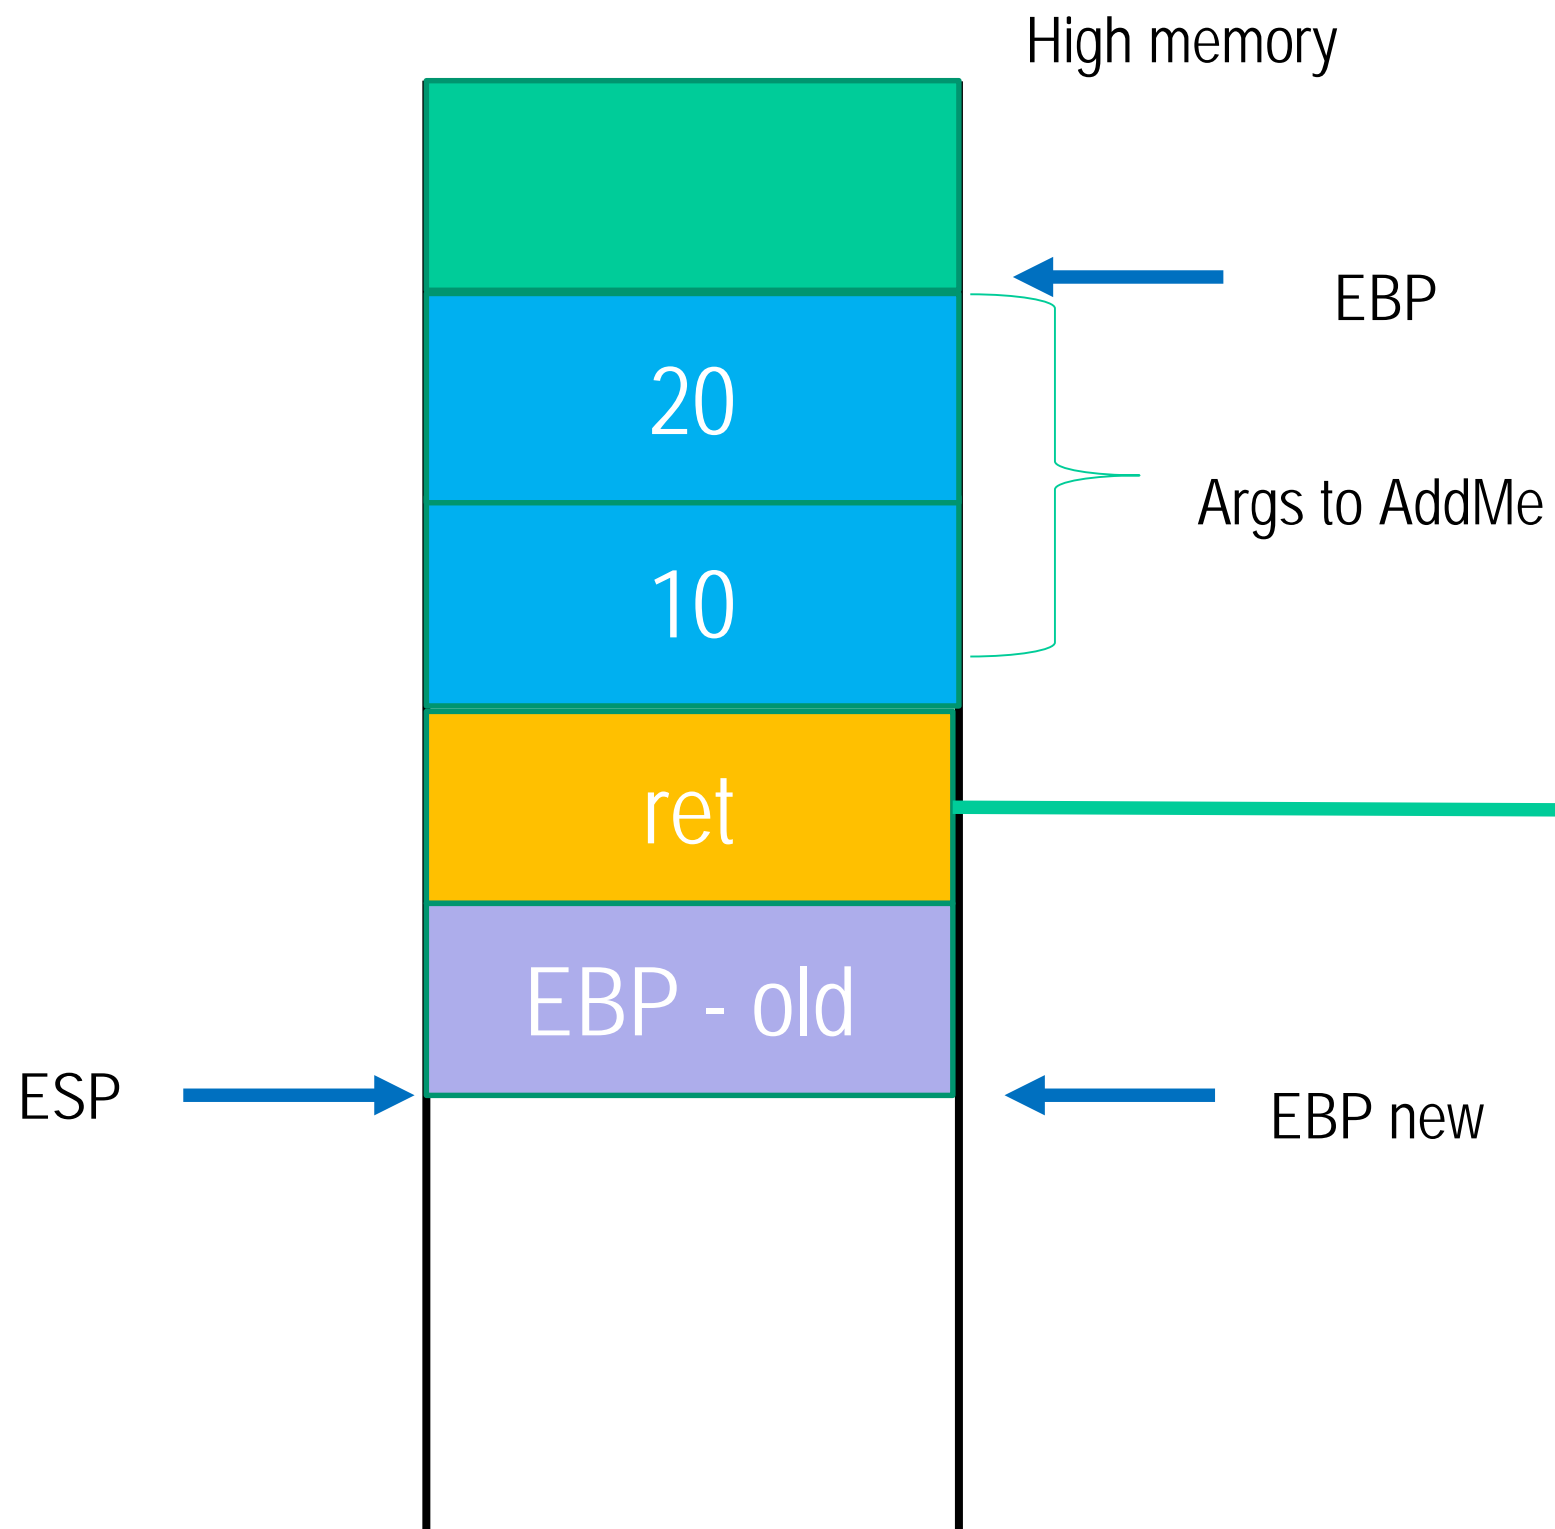 High memory
EBP
20
Args to AddMe
10
ret
EBP - old
ESP
EBP new